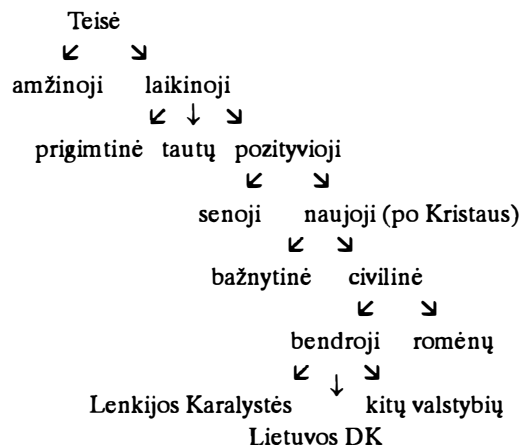 Teisė
amžinoji laikinoji
prigimtinė tautų pozityvioji
senoji naujoji (po Kristaus)
bažnytinė civilinė
bendroji romėnų
Lenkijos Karalystės kitų valstybių
Lietuvos DK